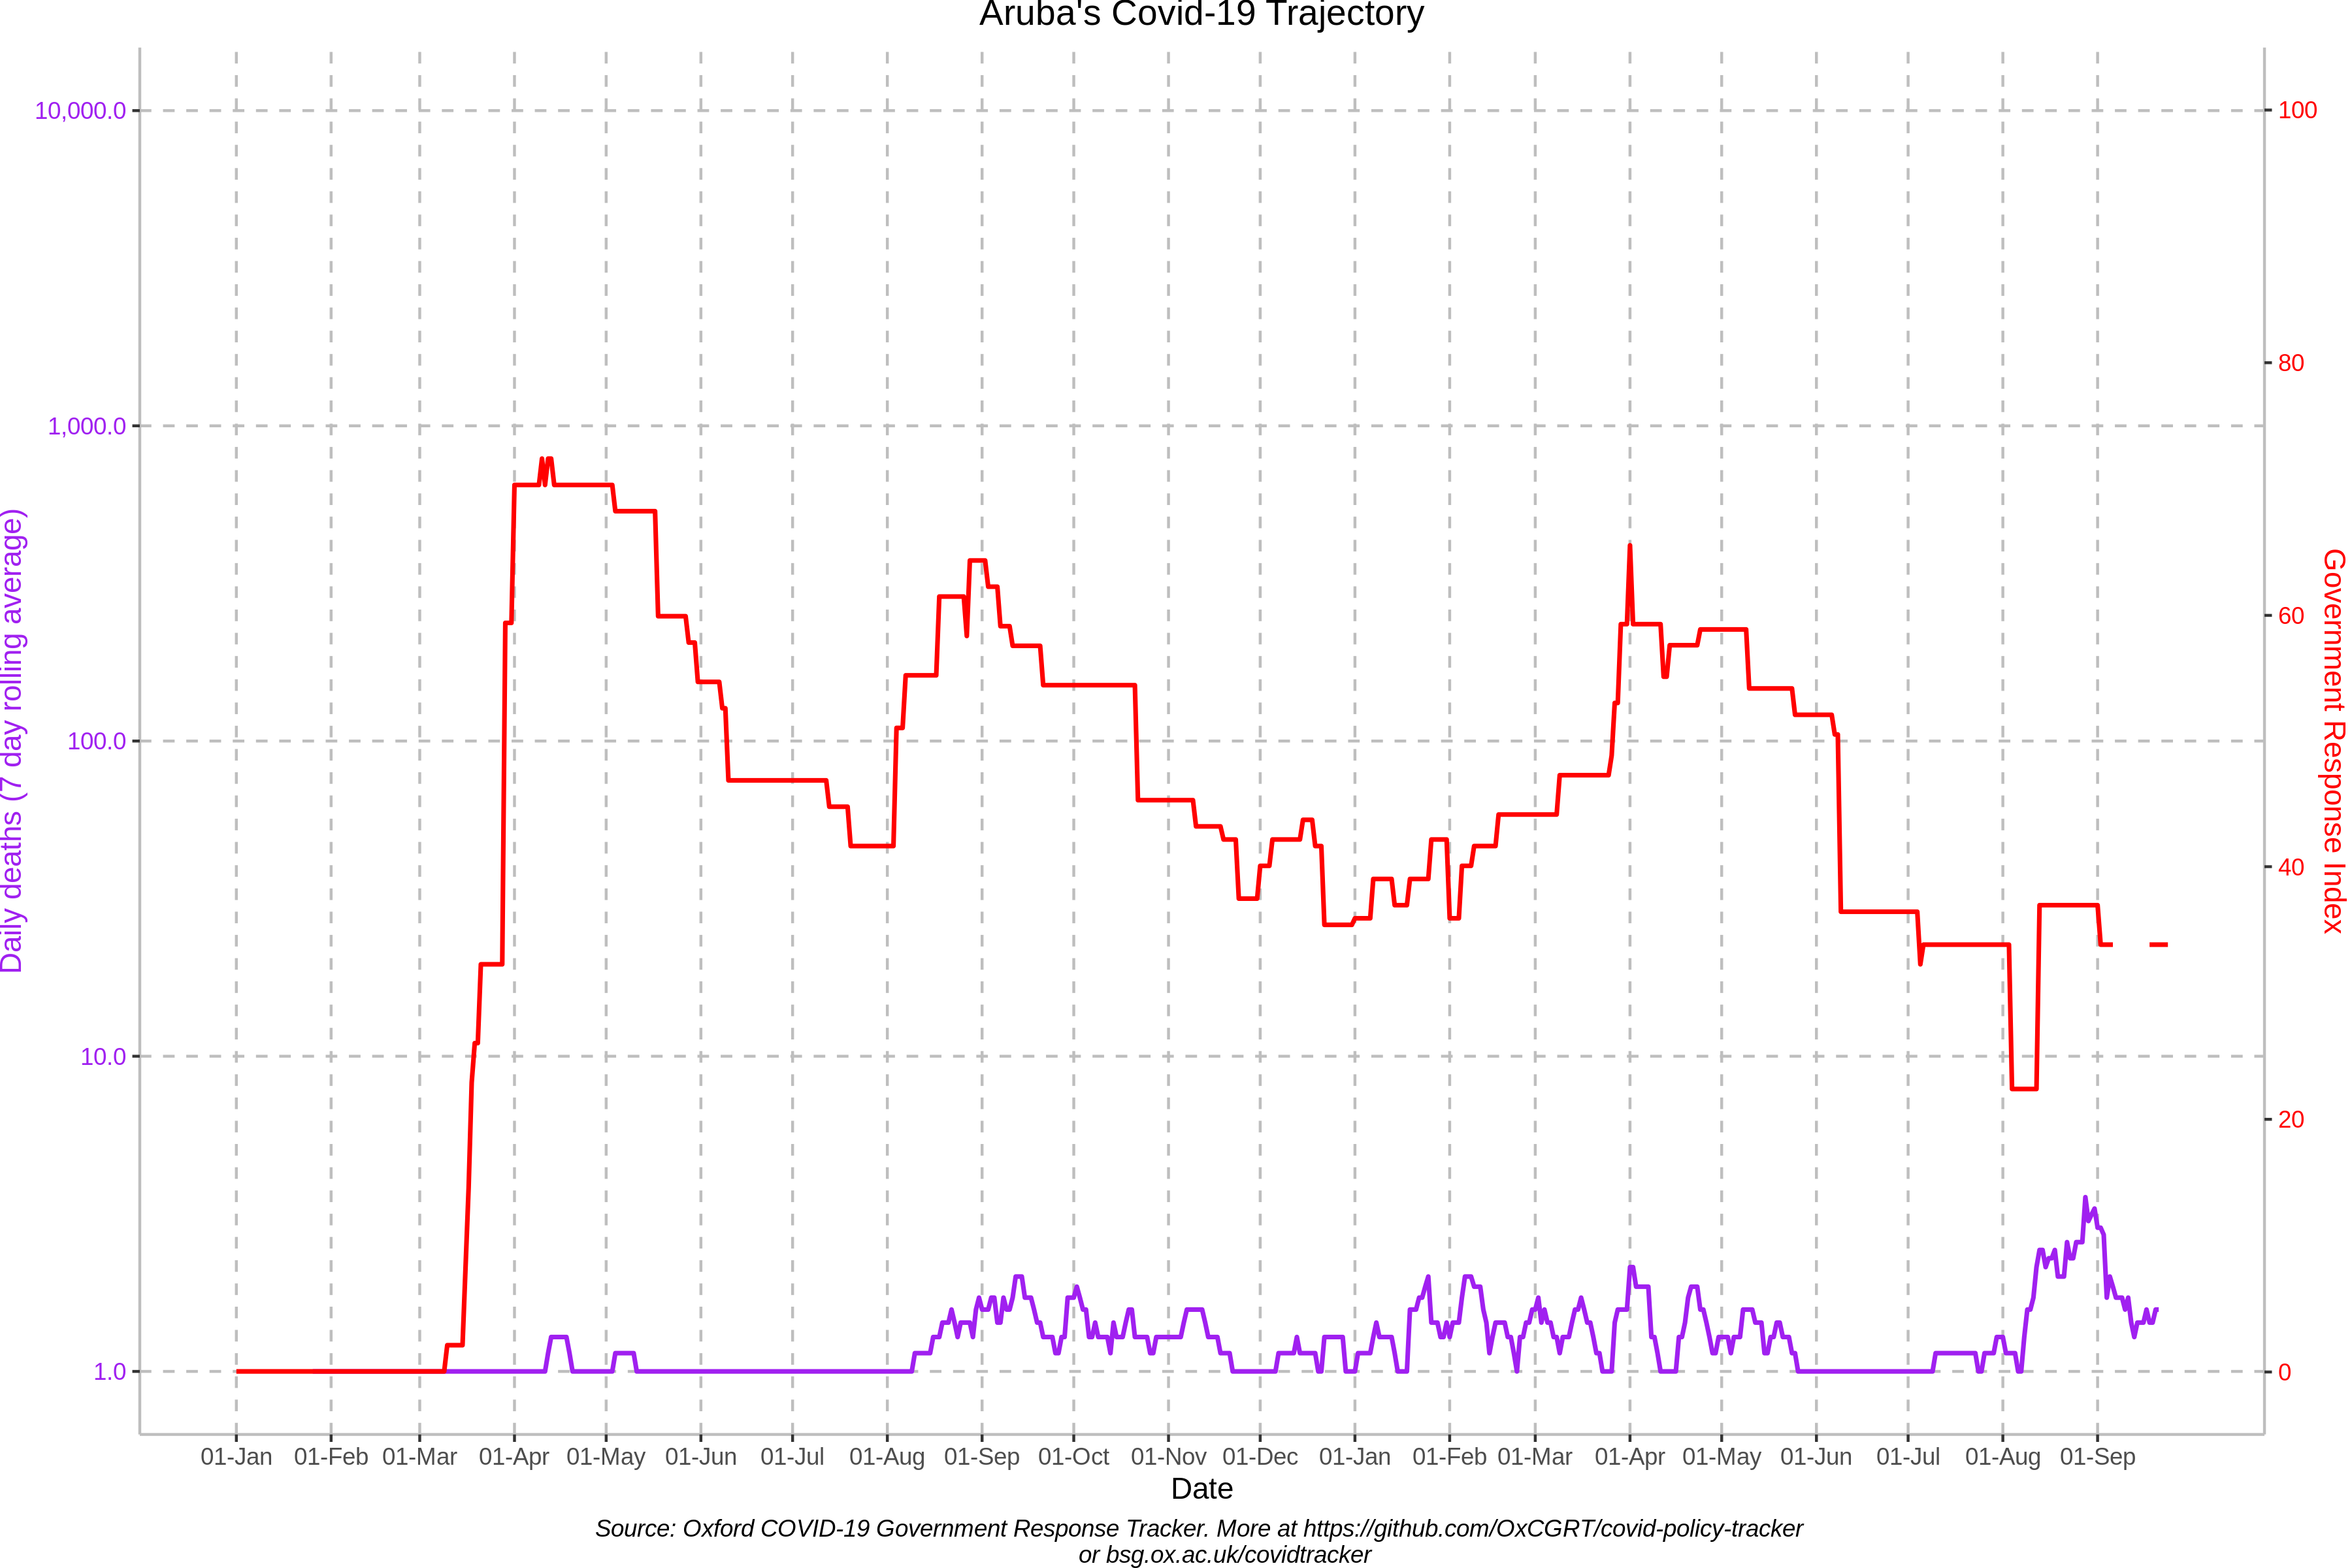 Aruba's Covid-19 Trajectory
Daily deaths (7 day rolling average)
10,000.0
1,000.0
100.0
10.0
1.0
100
80
60
40
20
0
Government Response Index
01-Jan 01-Feb 01-Mar 01-Apr 01-May 01-Jun 01-Jul 01-Aug 01-Sep 01-Oct 01-Nov 01-Dec 01-Jan 01-Feb 01-Mar 01-Apr 01-May 01-Jun 01-Jul 01-Aug 01-Sep
Date
Source: Oxford COVID-19 Government Response Tracker. More at https://github.com/OxCGRT/covid-policy-tracker
or bsg.ox.ac.uk/covidtracker